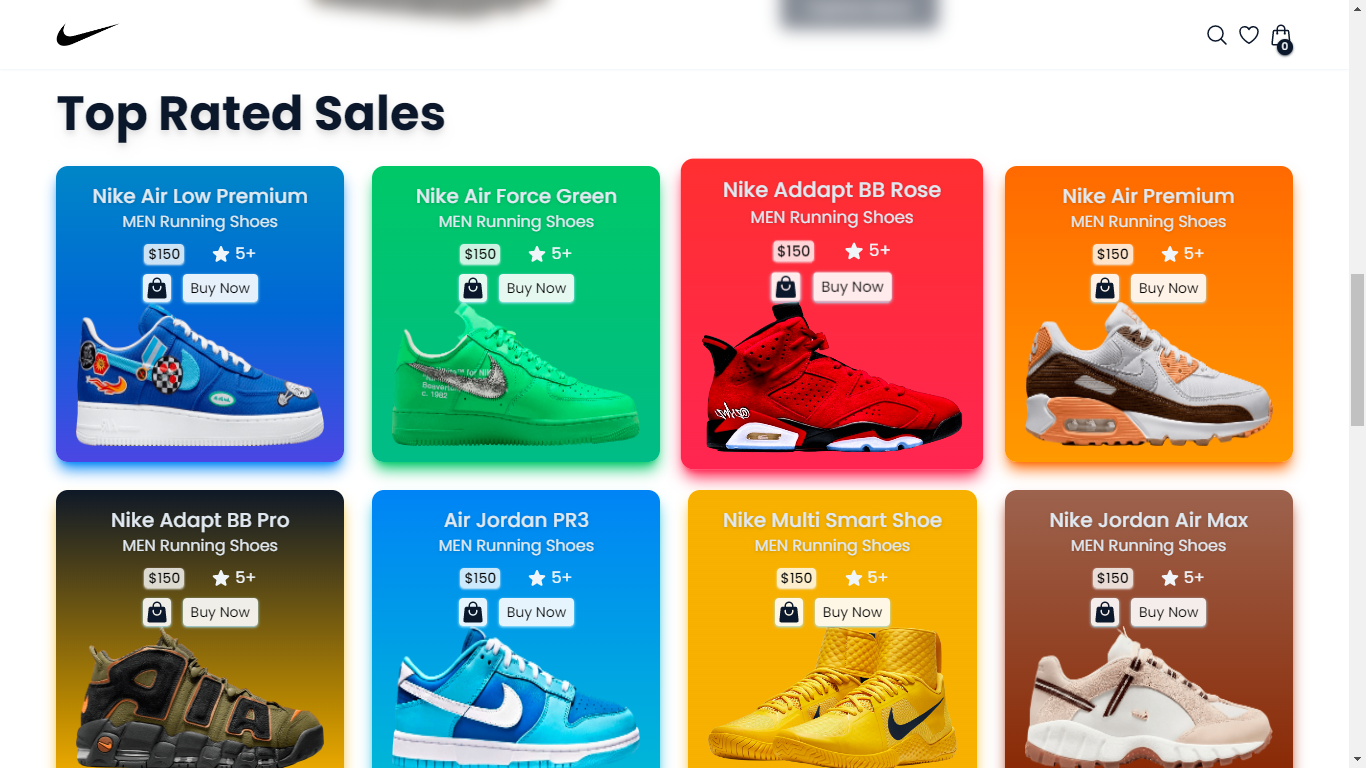 0
Top Rated Sales
Nike Air Low Premium
MEN Running Shoes
$150 5+
Buy Now
Nike Air Force Green
MEN Running Shoes
$150 5+
Buy Now
c. 1982
Nike Addapt BB Rose
MEN Running Shoes
$150 5+
Buy Now
Nike Air Premium
MEN Running Shoes
$150 5+
Buy Now
Nike Adapt BB Pro
MEN Running Shoes
$150 5+
Buy Now
Air Jordan PR3
MEN Running Shoes
$150 5+
Buy Now
Nike Multi Smart Shoe
MEN Running Shoes
$150 5+
Buy Now
Nike Jordan Air Max
MEN Running Shoes
$150 5+
Buy Now